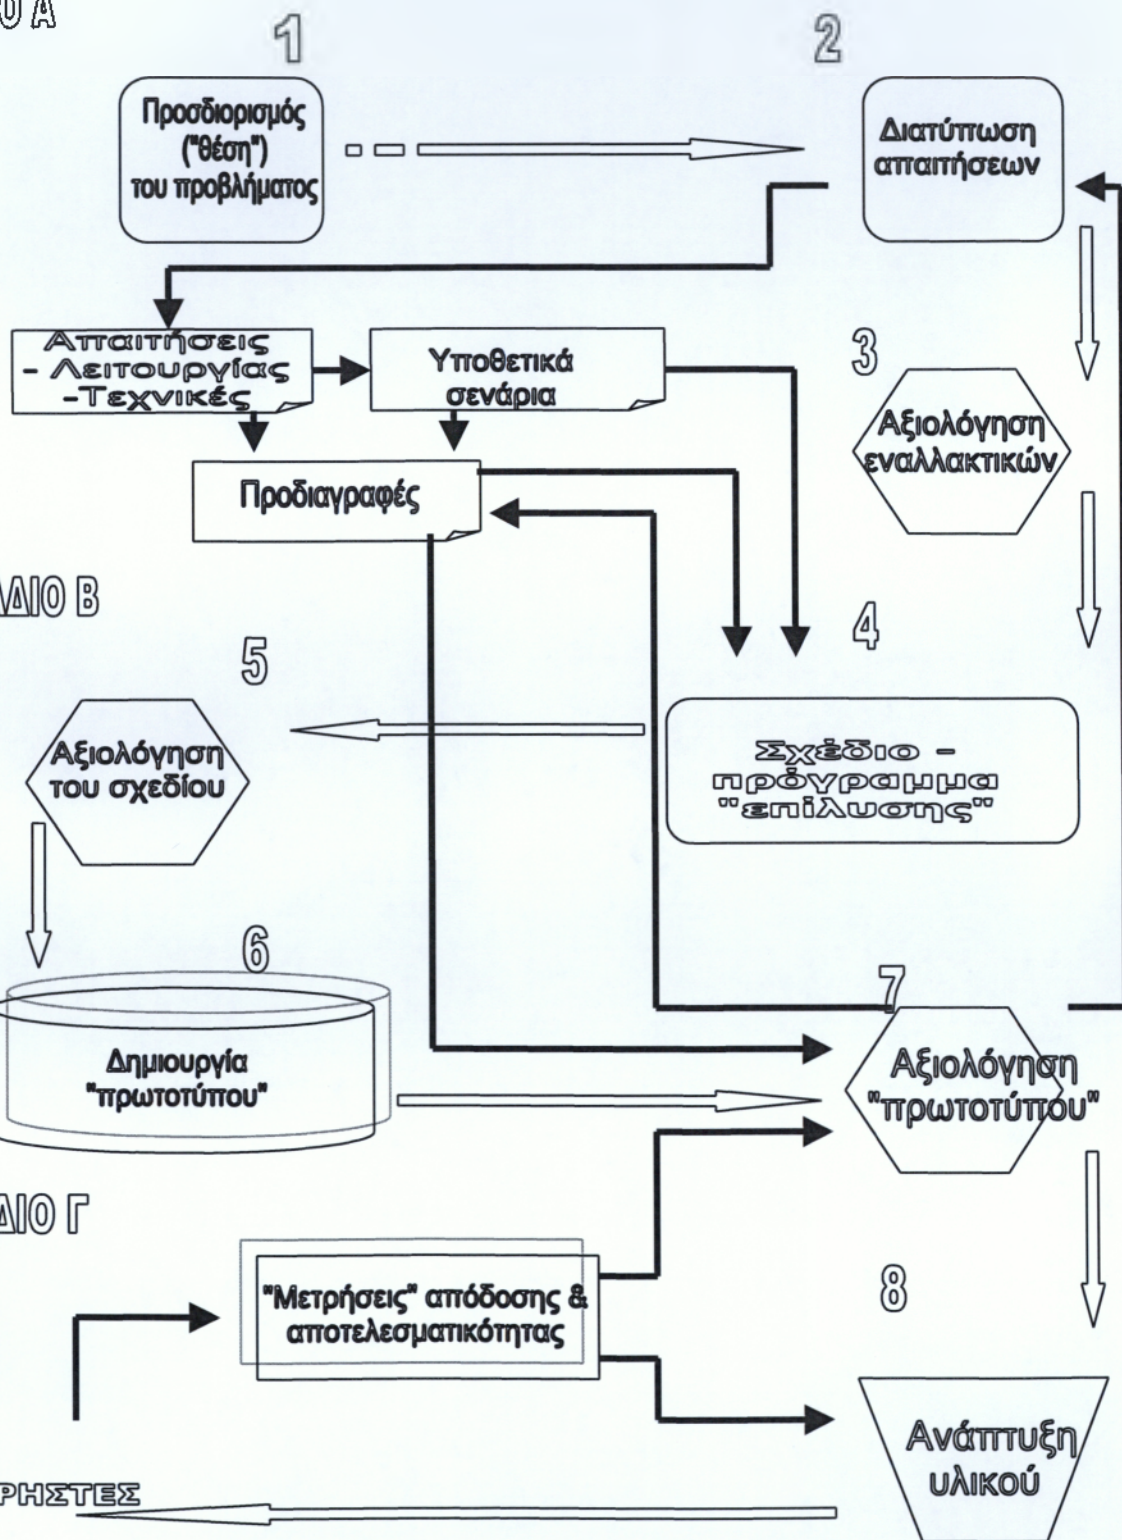 Ο Α
1
2
Προσδιορισμός
("θέση")
του προβλήματος
Διατύπωση
απαιτήσεων
Απαιτήσεις
- Λειτουργίας
-Τεχνικές
Υποθετικά
σενάρια
3
Αξιολόγηση
εναλλακτικών
Προδιαγραφές
ΔΙΟ Β
4
5
Αξιολόγηση
του σχεδίου
Σχέδιο -
πρόγραμμα
"επίλυσης"
6
7
Δημιουργία
"πρωτοτύπου"
Αξιολόγηση
"πρωτοτύπου"
ΔΙΟ Γ
8
"Μετρήσεις" απόδοσης &
αποτελεσματικότητας
Ανάπτυξη
υλικού
ΡΗΣΤΕΣ